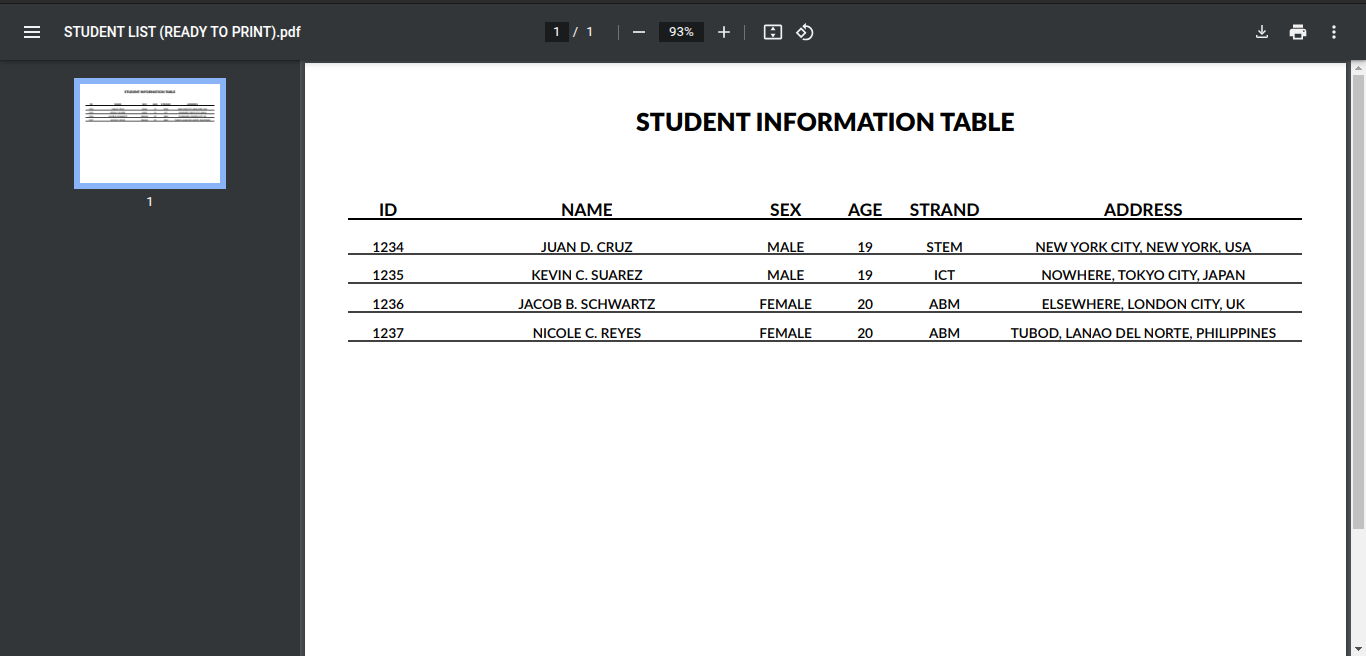 STUDENT LIST (READY TO PRINT).pdf 1 / 1 93%
STUDENT INFORMATION TABLE
ID NAME SEX AGE STRAND ADDRESS
1234 JUAN D. CRUZ MALE 19 STEM NEW YORK CITY, NEW YORK, USA
1235 KEVIN C. SUAREZ MALE 19 ICT NOWHERE, TOKYO CITY, JAPAN
1236 JACOB B. SCHWARTZ FEMALE 20 ABM ELSEWHERE, LONDON CITY, UK
1237 NICOLE C. REYES FEMALE 20 ABM TUBOD, LANAO DEL NORTE, PHILIPPINES
1